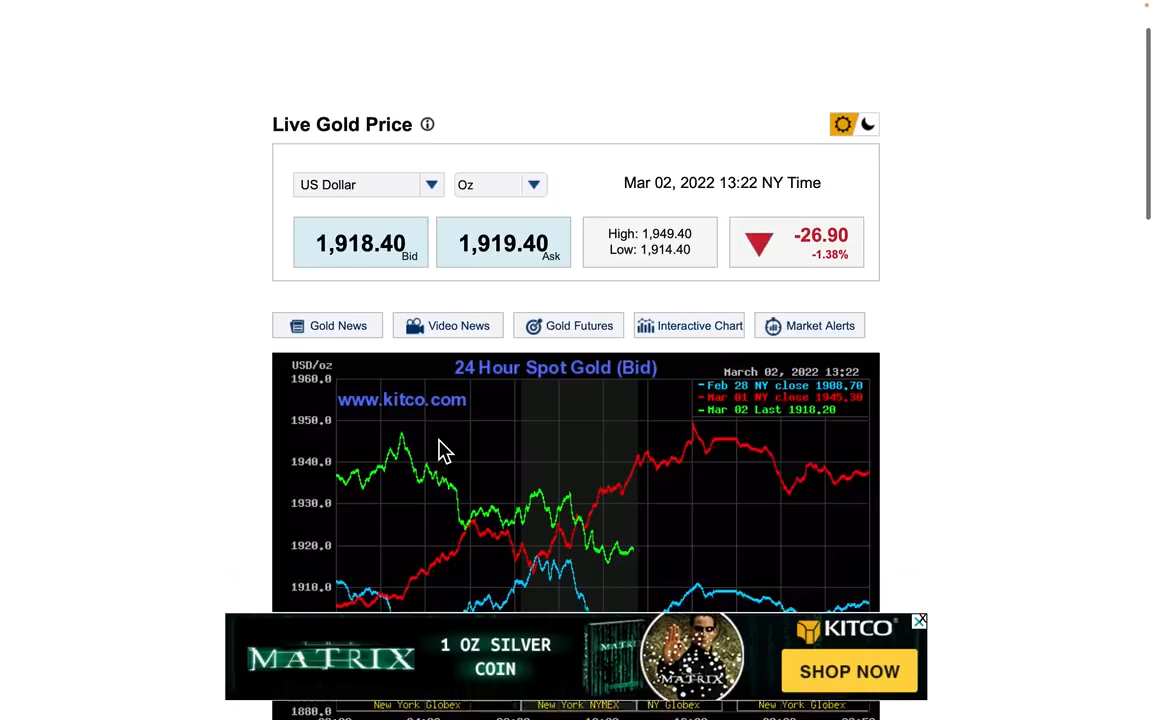 Live Gold Price
US Dollar
Oz
Mar 02, 2022 13:22 NY Time
1,918.40 Bid
1,919.40 Ask
High: 1,949.40
Low: 1,914.40
-26.90
-1.38%
Gold News
Video News
Gold Futures
Interactive Chart
Market Alerts
USD/oz
24 Hour Spot Gold (Bid)
March 02, 2022 13:22
www.kitco.com
Feb 28 NY close 1908.70
Mar 01 NY close 1945.30
Mar 02 Last 1918.20
1960.0
1950.0
1940.0
1930.0
1920.0
1910.0
MATRIX
1 OZ SILVER
COIN
MATRIX
MATRIX
KITCO
SHOP NOW
X
1880.0
New York Globex
New York NYMEX
NY Globex
New York Globex